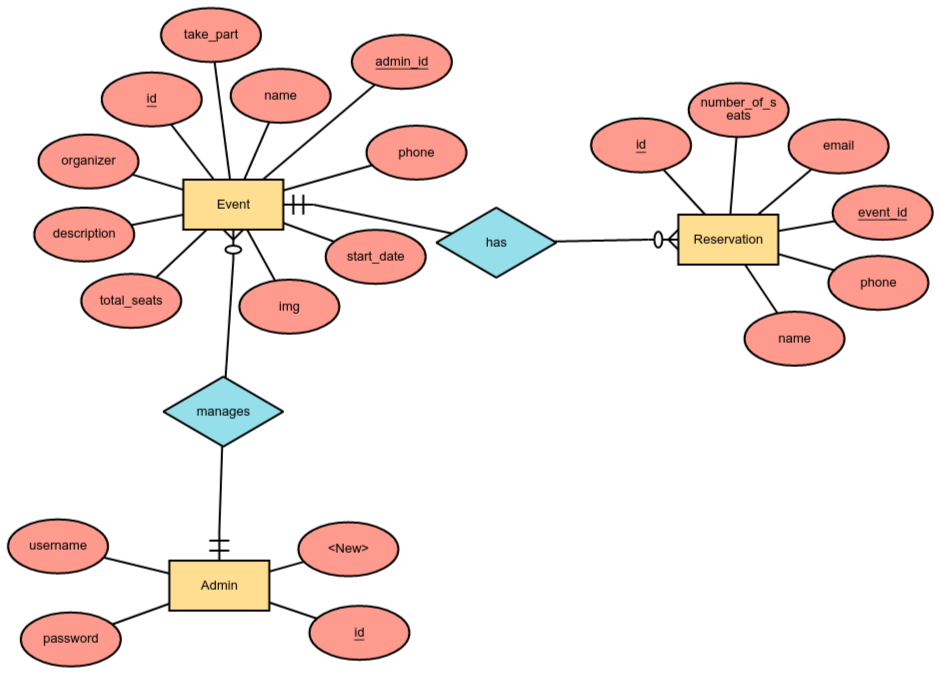 take_part
admin_id
id
name
number_of_s
eats
id
email
phone
organizer
Event
event_id
description
has
Reservation
start_date
phone
total_seats
img
name
manages
username
<New>
Admin
password
id